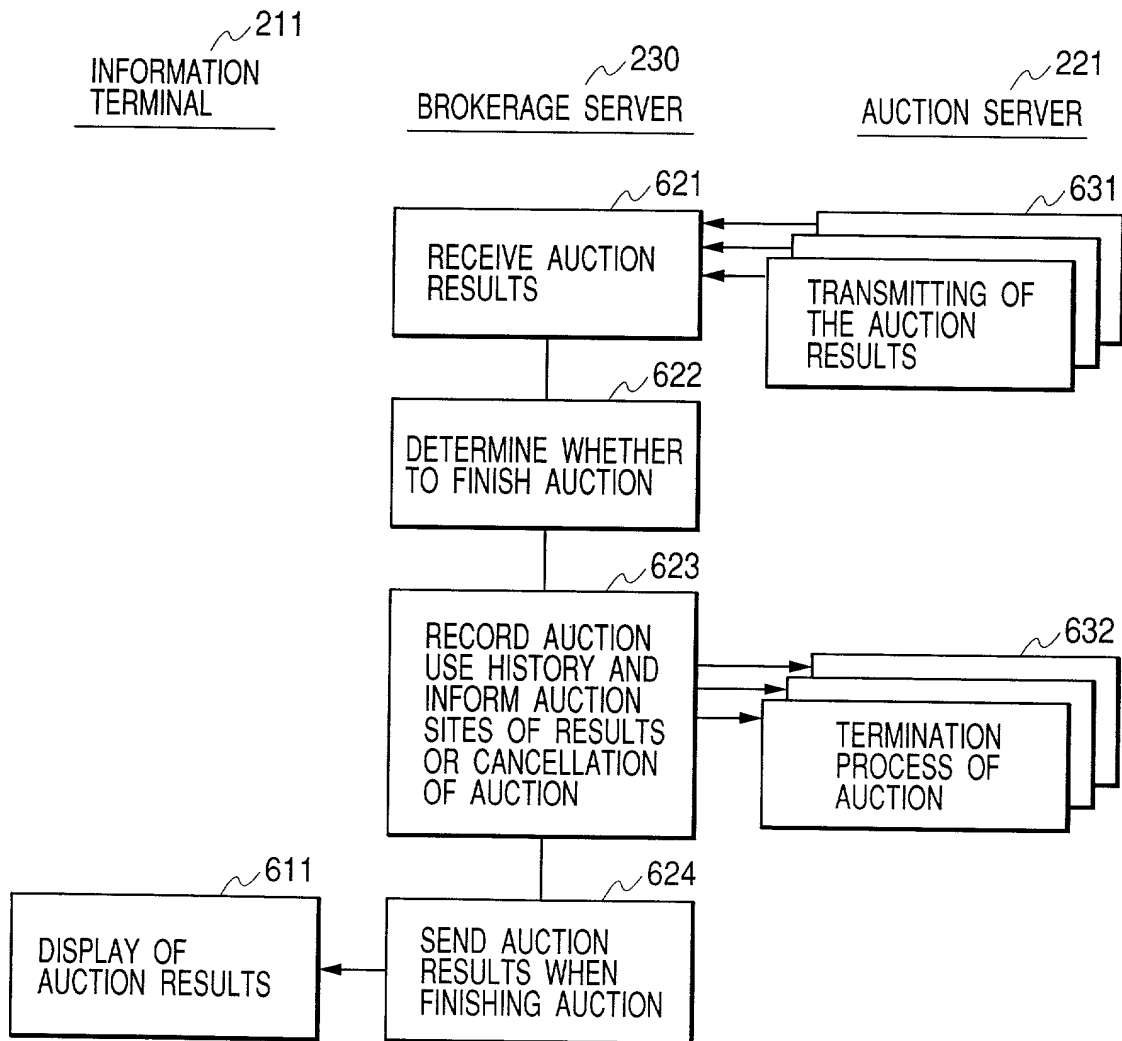 211
INFORMATION
TERMINAL
230
BROKERAGE SERVER
221
AUCTION SERVER
621
RECEIVE AUCTION
RESULTS
631
TRANSMITTING OF
THE AUCTION
RESULTS
622
DETERMINE WHETHER
TO FINISH AUCTION
623
RECORD AUCTION
USE HISTORY AND
INFORM AUCTION
SITES OF RESULTS
OR CANCELLATION
OF AUCTION
632
TERMINATION
PROCESS OF
AUCTION
611
DISPLAY OF
AUCTION RESULTS
624
SEND AUCTION
RESULTS WHEN
FINISHING AUCTION